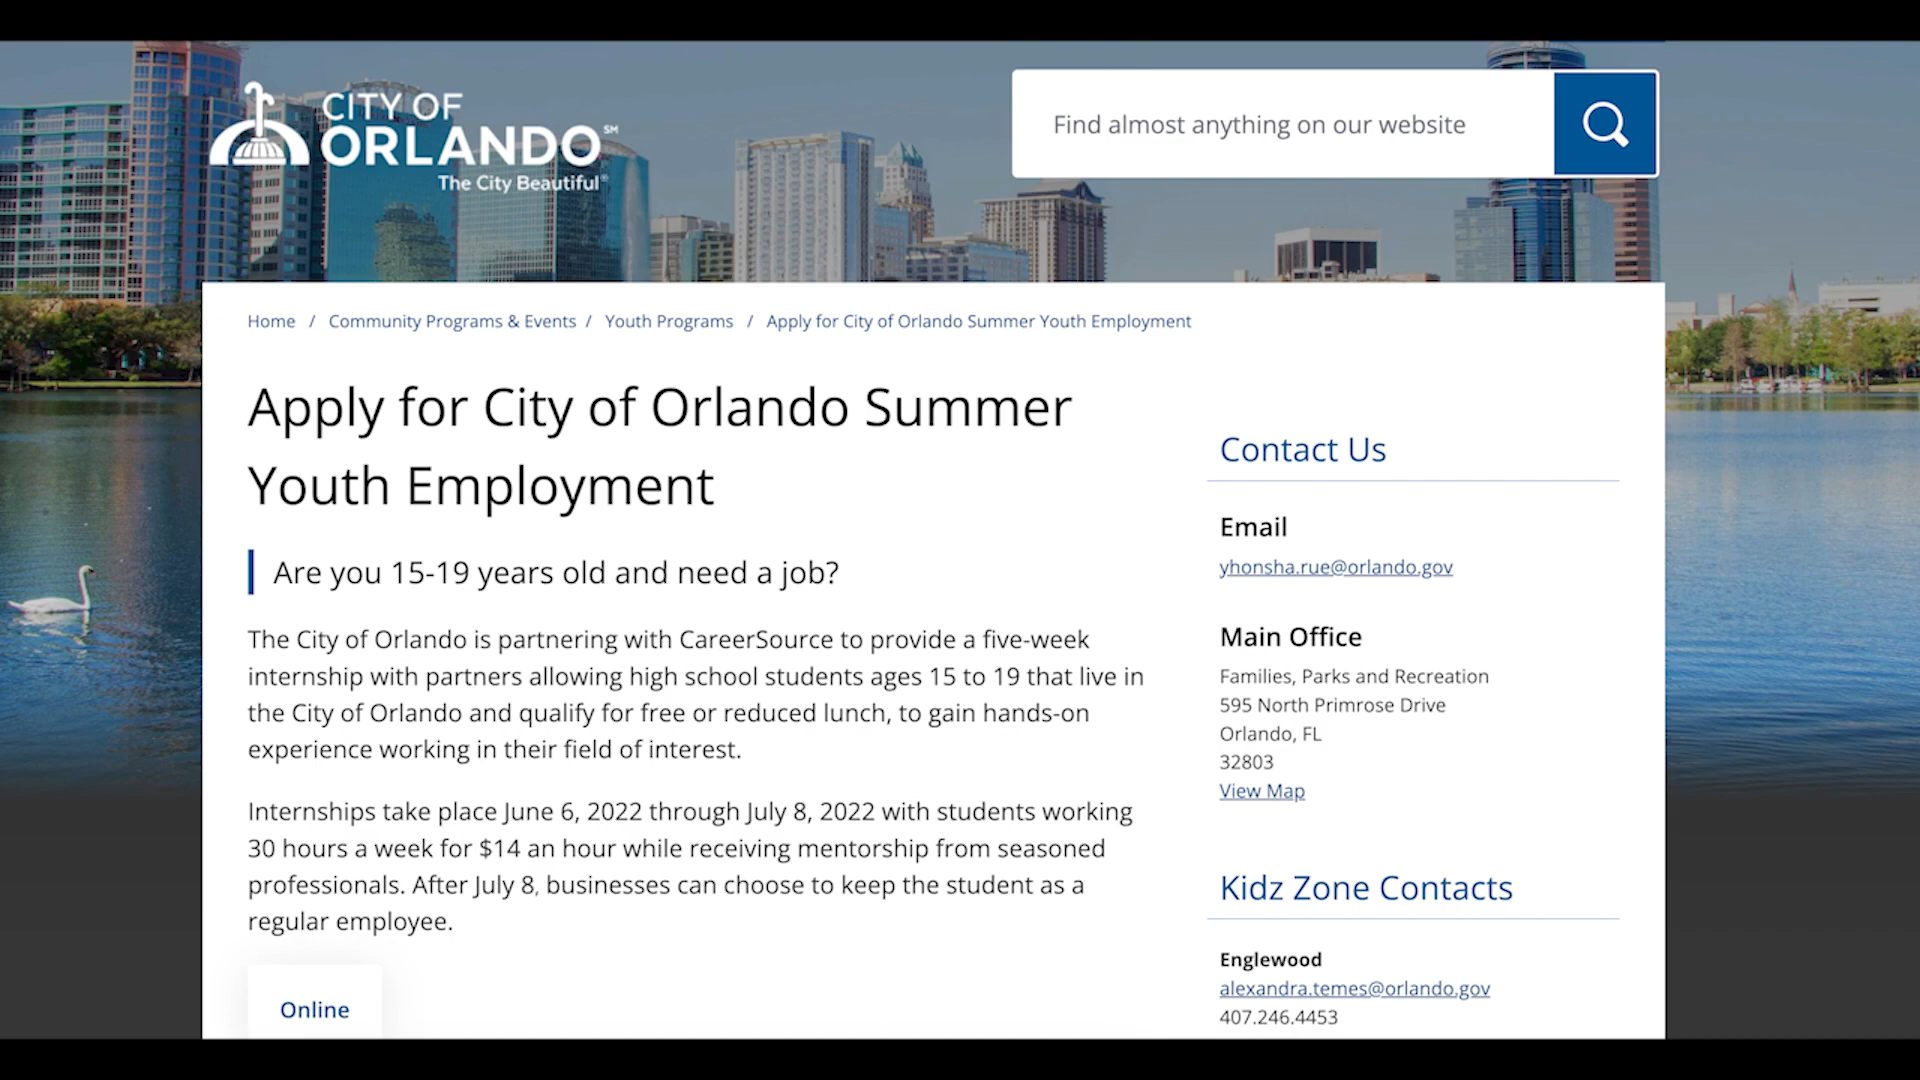 CITY OF
ORLANDO℠
The City Beautiful®
Find almost anything on our website
Home / Community Programs & Events / Youth Programs / Apply for City of Orlando Summer Youth Employment
Apply for City of Orlando Summer
Youth Employment
Are you 15-19 years old and need a job?
The City of Orlando is partnering with CareerSource to provide a five-week
internship with partners allowing high school students ages 15 to 19 that live in
the City of Orlando and qualify for free or reduced lunch, to gain hands-on
experience working in their field of interest.
Internships take place June 6, 2022 through July 8, 2022 with students working
30 hours a week for $14 an hour while receiving mentorship from seasoned
professionals. After July 8, businesses can choose to keep the student as a
regular employee.
Online
Contact Us
Email
yhonsha.rue@orlando.gov
Main Office
Families, Parks and Recreation
595 North Primrose Drive
Orlando, FL
32803
View Map
Kidz Zone Contacts
Englewood
alexandra.temes@orlando.gov
407.246.4453